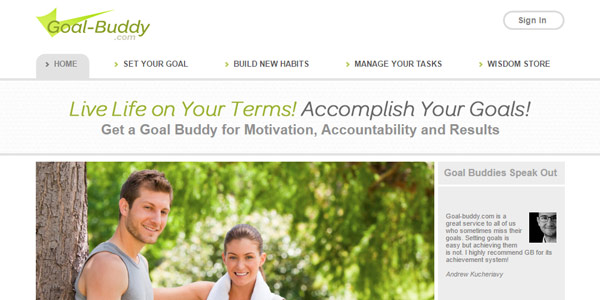 Goal-Buddy
.com
Sign In
HOME
SET YOUR GOAL
BUILD NEW HABITS
MANAGE YOUR TASKS
WISDOM STORE
Live Life on Your Terms! Accomplish Your Goals!
Get a Goal Buddy for Motivation, Accountability and Results
Goal Buddies Speak Out
Goal-buddy.com is a
great service to all of us
who sometimes miss their
goals. Setting goals is
easy but achieving them
is not. I highly recommend GB for its
achievement system!
Andrew Kucheriavy